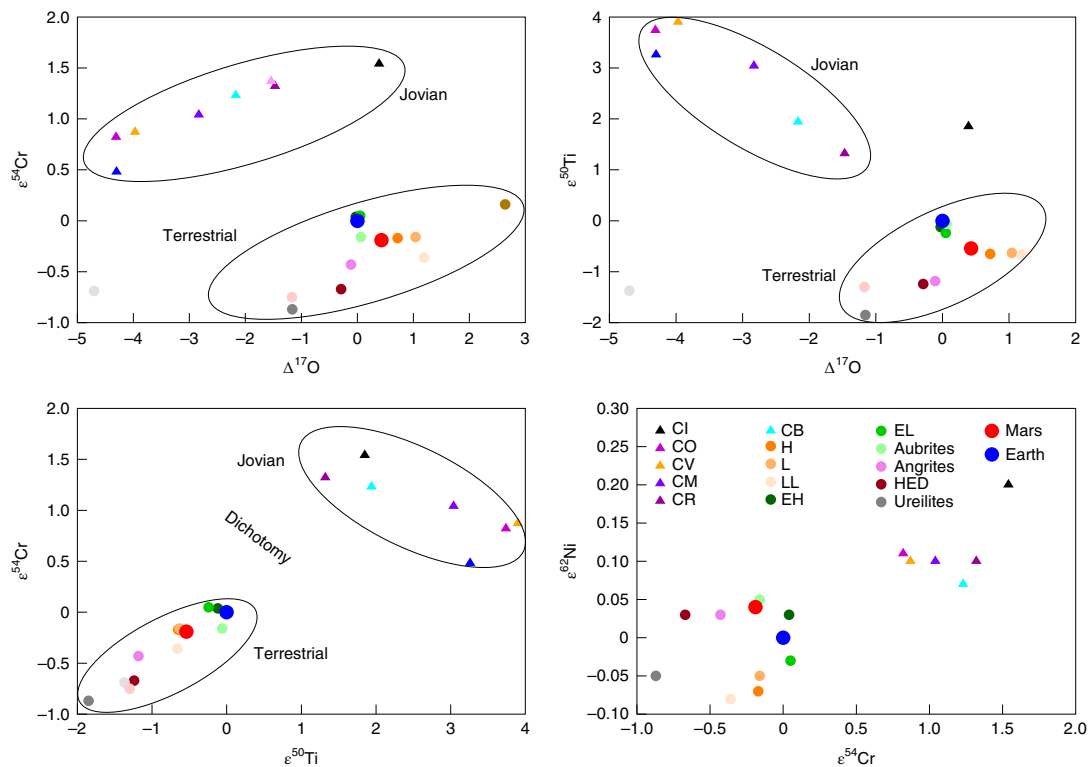 2.0
1.5
1.0
0.5
0
−0.5
−1.0
ε54Cr
Jovian
Terrestrial
−5 −4 −3 −2 −1 0 1 2 3
Δ17O
4
3
2
1
0
−1
−2
ε50Ti
Jovian
Terrestrial
−5 −4 −3 −2 −1 0 1 2
Δ17O
2.0
1.5
1.0
0.5
0
−0.5
−1.0
ε54Cr
Jovian
Dichotomy
Terrestrial
−2 −1 0 1 2 3 4
ε50Ti
0.30
0.25
0.20
0.15
0.10
0.05
0
−0.05
−0.10
ε62Ni
CI
CO
CV
CM
CR
CB
H
L
LL
EH
EL
Aubrites
Angrites
HED
Ureilites
Mars
Earth
−1.0 −0.5 0 0.5 1.0 1.5 2.0
ε54Cr